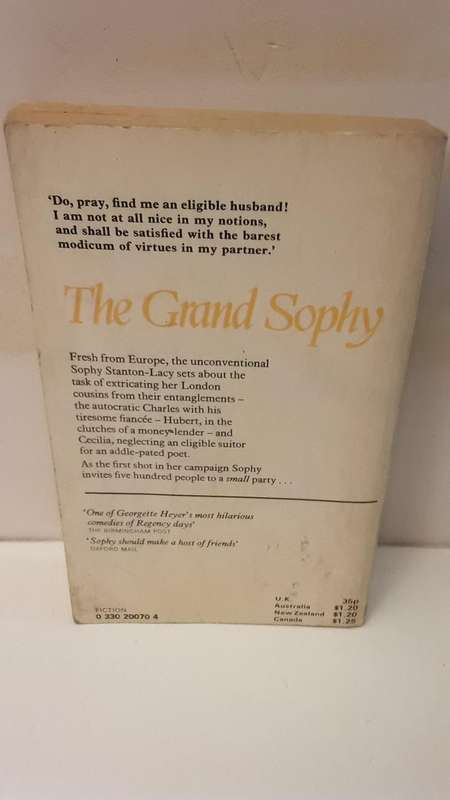 'Do, pray, find me an eligible husband!
I am not at all nice in my notions,
and shall be satisfied with the barest
modicum of virtues in my partner.'
The Grand Sophy
Fresh from Europe, the unconventional
Sophy Stanton-Lacy sets about the
task of extricating her London
cousins from their entanglements –
the autocratic Charles with his
tiresome fiancée – Hubert, in the
clutches of a money-lender – and
Cecilia, neglecting an eligible suitor
for an addle-pated poet.
As the first shot in her campaign Sophy
invites five hundred people to a small party . . .
'One of Georgette Heyer's most hilarious
comedies of Regency days'
THE BIRMINGHAM POST
'Sophy should make a host of friends'
OXFORD MAIL
FICTION
0 330 20070 4
U.K. 35p
Australia $1.20
New Zealand $1.20
Canada $1.25